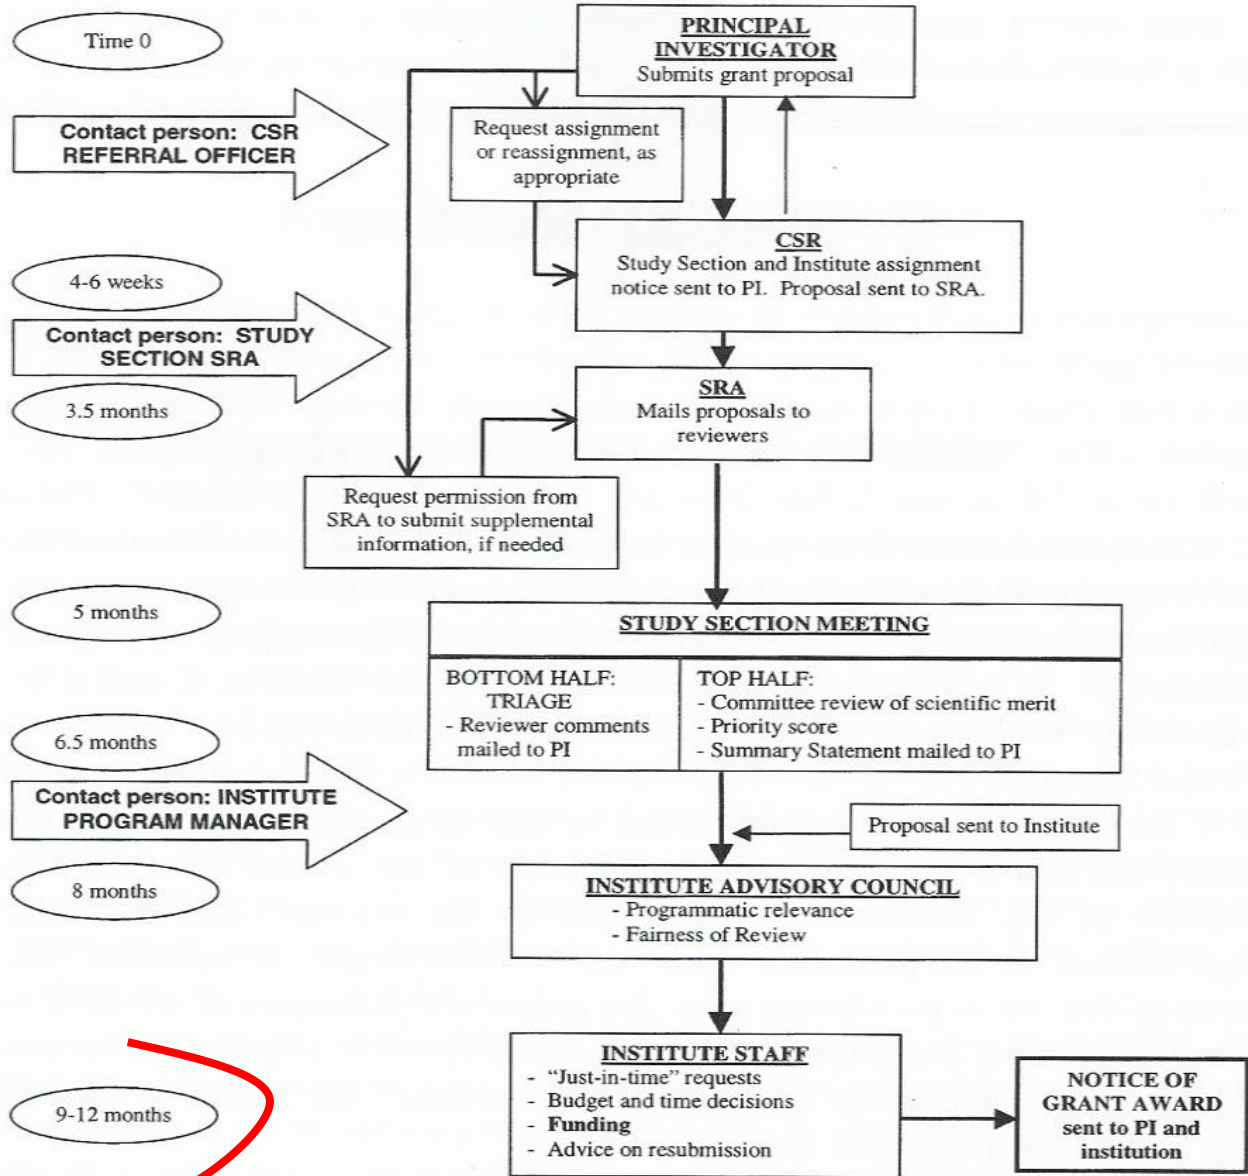 Time 0
PRINCIPAL
INVESTIGATOR
Submits grant proposal
Contact person: CSR
REFERRAL OFFICER
Request assignment
or reassignment, as
appropriate
CSR
Study Section and Institute assignment
notice sent to PI. Proposal sent to SRA.
4-6 weeks
Contact person: STUDY
SECTION SRA
3.5 months
SRA
Mails proposals to
reviewers
Request permission from
SRA to submit supplemental
information, if needed
5 months
STUDY SECTION MEETING
BOTTOM HALF:
TRIAGE
- Reviewer comments
mailed to PI
TOP HALF:
- Committee review of scientific merit
- Priority score
- Summary Statement mailed to PI
6.5 months
Contact person: INSTITUTE
PROGRAM MANAGER
Proposal sent to Institute
8 months
INSTITUTE ADVISORY COUNCIL
- Programmatic relevance
- Fairness of Review
9-12 months
INSTITUTE STAFF
- “Just-in-time” requests
- Budget and time decisions
- Funding
- Advice on resubmission
NOTICE OF
GRANT AWARD
sent to PI and
institution